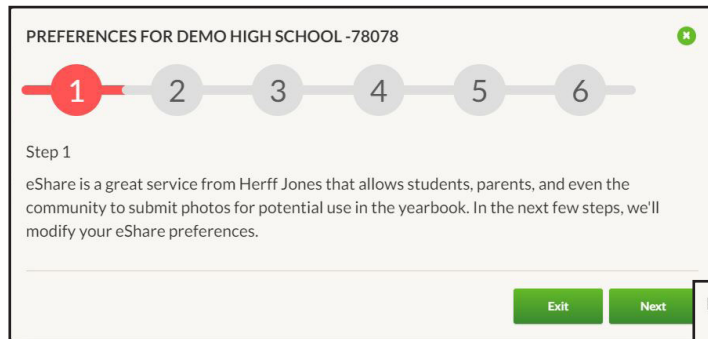 PREFERENCES FOR DEMO HIGH SCHOOL -78078
1 2 3 4 5 6
Step 1
eShare is a great service from Herff Jones that allows students, parents, and even the
community to submit photos for potential use in the yearbook. In the next few steps, we'll
modify your eShare preferences.
Exit Next